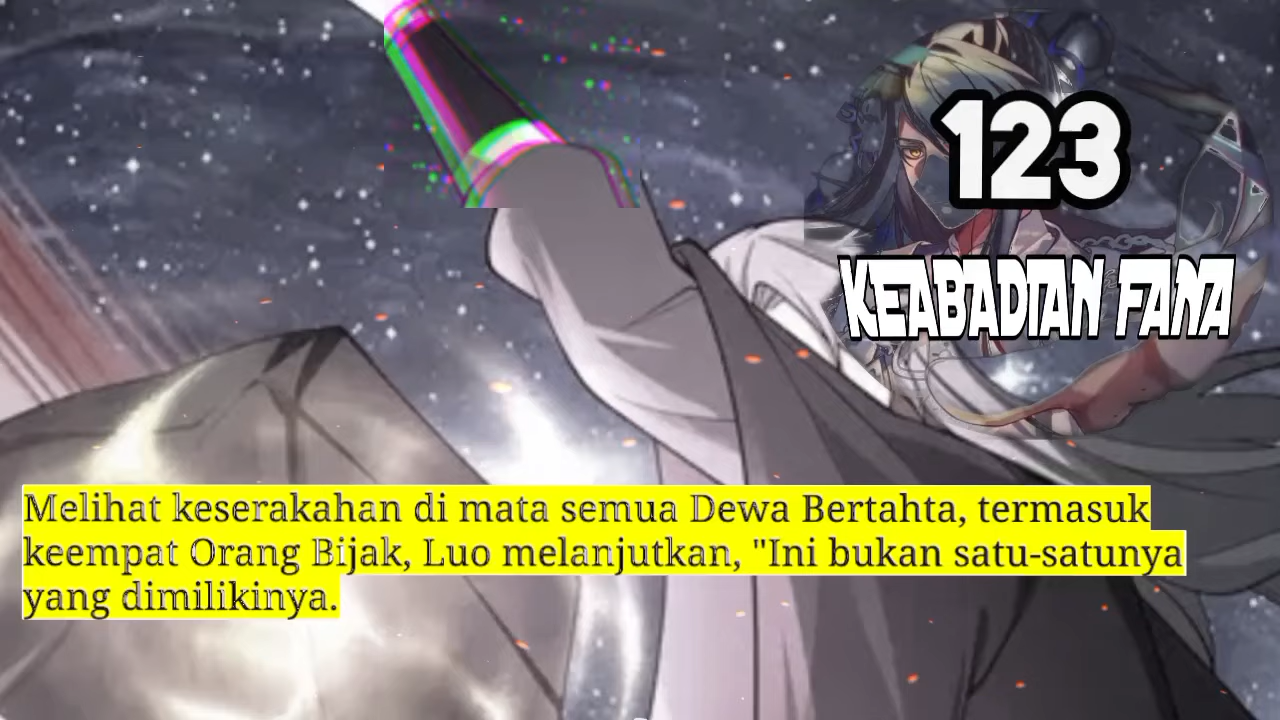 123
KEABADIAN FANA
Melihat keserakahan di mata semua Dewa Bertahta, termasuk
keempat Orang Bijak, Luo melanjutkan, "Ini bukan satu-satunya
yang dimilikinya.